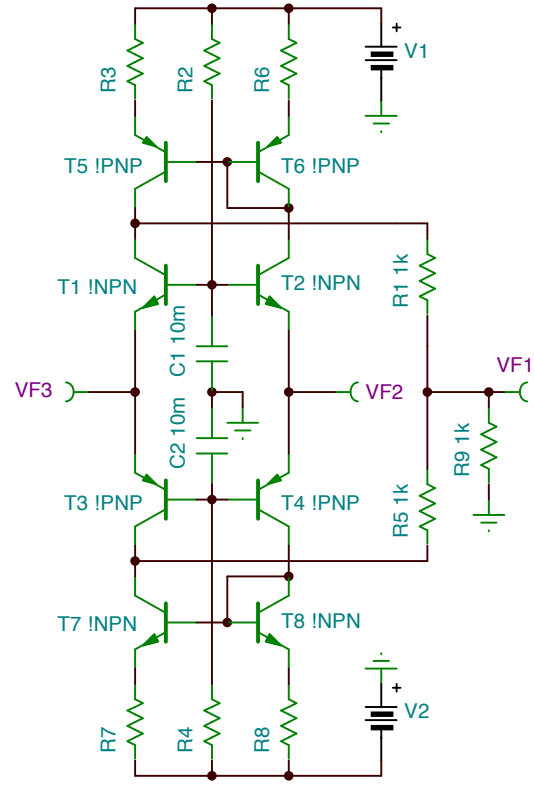 +
V1
R3
R2
R6
T5 !PNP
T6 !PNP
T1 !NPN
T2 !NPN
R1 1k
C1 10m
VF3
VF2
VF1
C2 10m
R9 1k
T3 !PNP
T4 !PNP
R5 1k
T7 !NPN
T8 !NPN
+
V2
R7
R4
R8